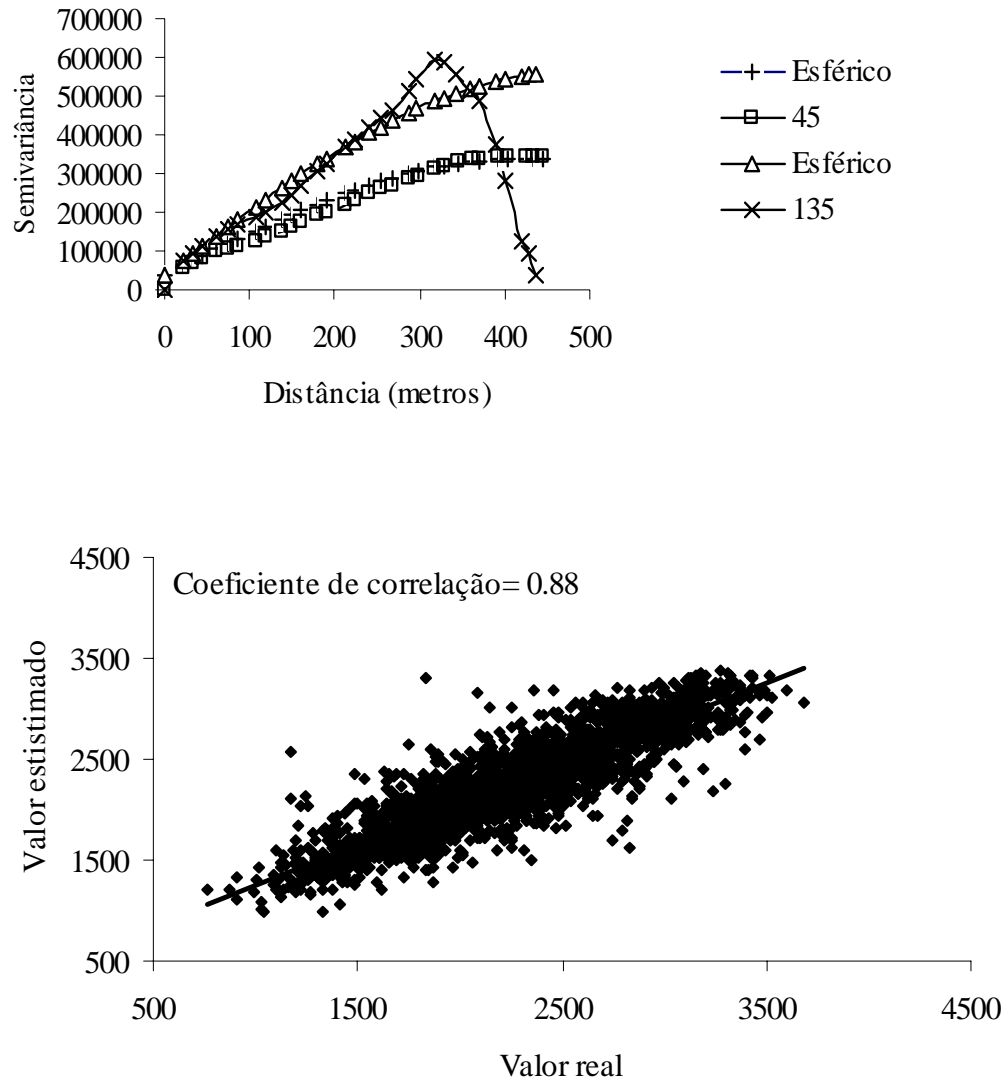 700000
600000
500000
400000
300000
200000
100000
0
Semivariância
0 100 200 300 400 500
Distância (metros)
Esférico
45
Esférico
135
4500
3500
2500
1500
500
Valor estistimado
Coeficiente de correlação= 0.88
500 1500 2500 3500 4500
Valor real